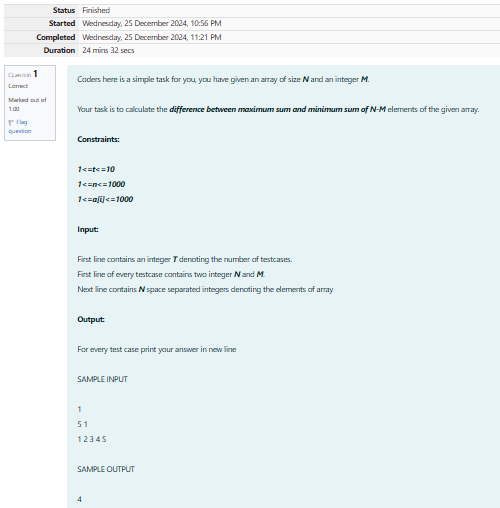 Status Finished
Started Wednesday, 25 December 2024, 10:56 PM
Completed Wednesday, 25 December 2024, 11:21 PM
Duration 24 mins 32 secs
Question 1
Correct
Marked out of
1.00
Flag
question
Coders here is a simple task for you, you have given an array of size N and an integer M.
Your task is to calculate the difference between maximum sum and minimum sum of N-M elements of the given array.
Constraints:
1<=t<=10
1<=n<=1000
1<=a[i]<=1000
Input:
First line contains an integer T denoting the number of testcases.
First line of every testcase contains two integer N and M.
Next line contains N space separated integers denoting the elements of array
Output:
For every test case print your answer in new line
SAMPLE INPUT
1
5 1
1 2 3 4 5
SAMPLE OUTPUT
4